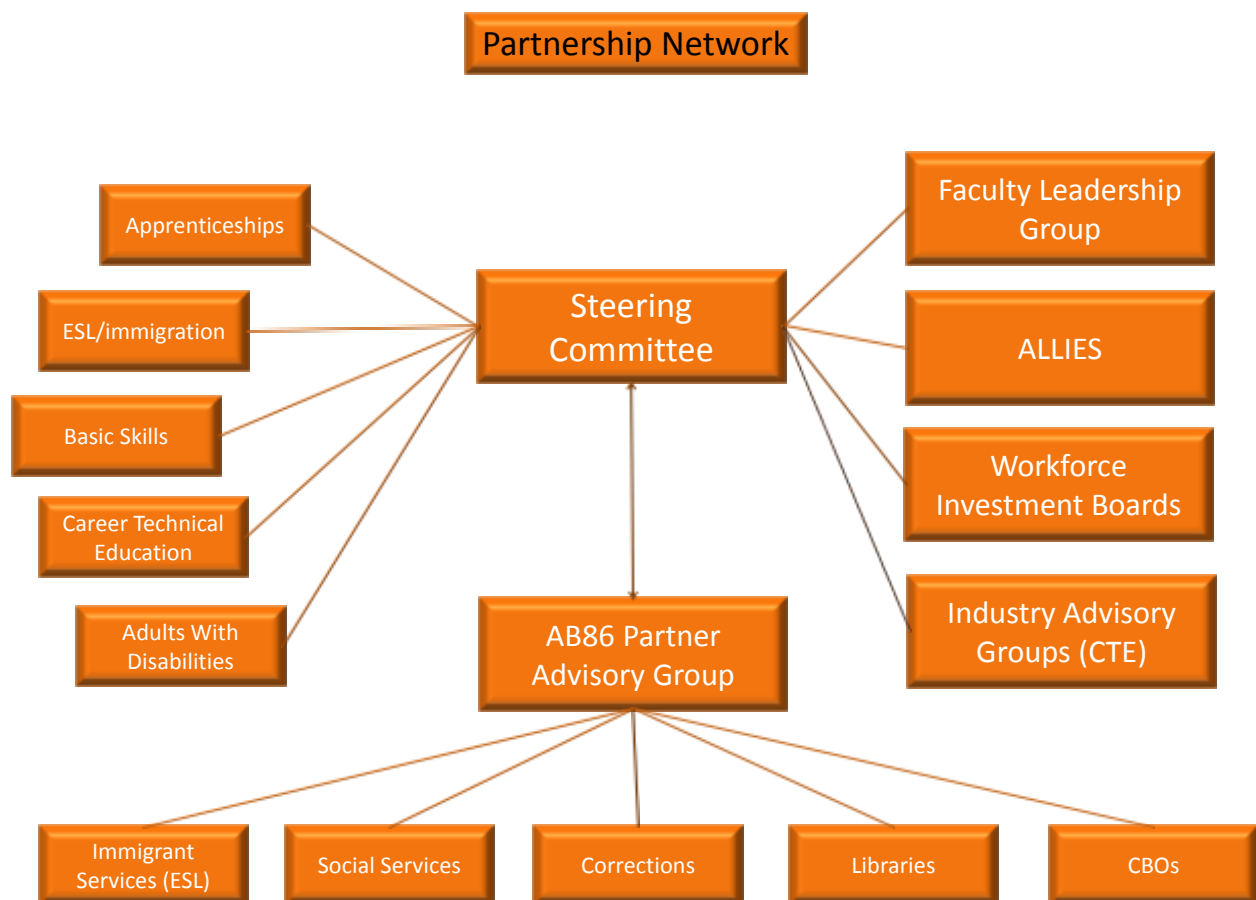 Partnership Network
Faculty Leadership
Group
Apprenticeships
Steering
Committee
ESL/immigration
ALLIES
Basic Skills
Workforce
Investment Boards
Career Technical
Education
Adults With
Disabilities
AB86 Partner
Advisory Group
Industry Advisory
Groups (CTE)
Immigrant
Services (ESL)
Social Services
Corrections
Libraries
CBOs